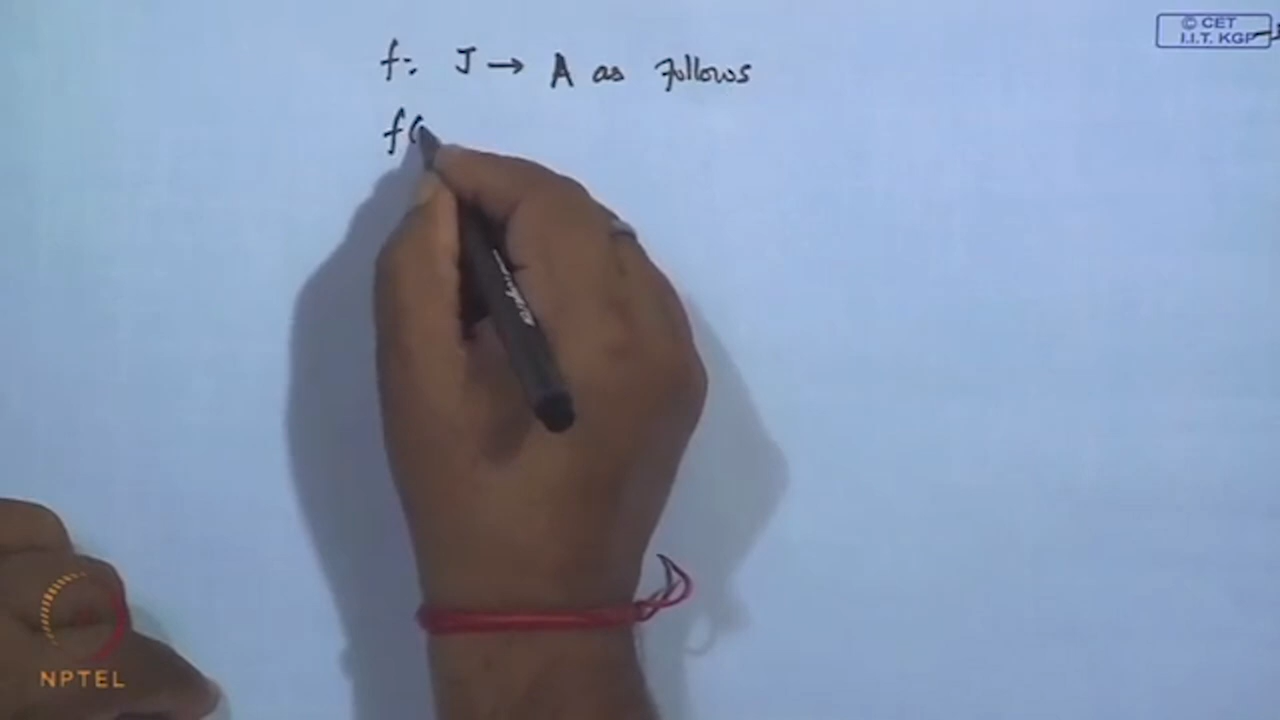 © CET
I.I.T. KGP
f: J → A as follows
f(
NPTEL